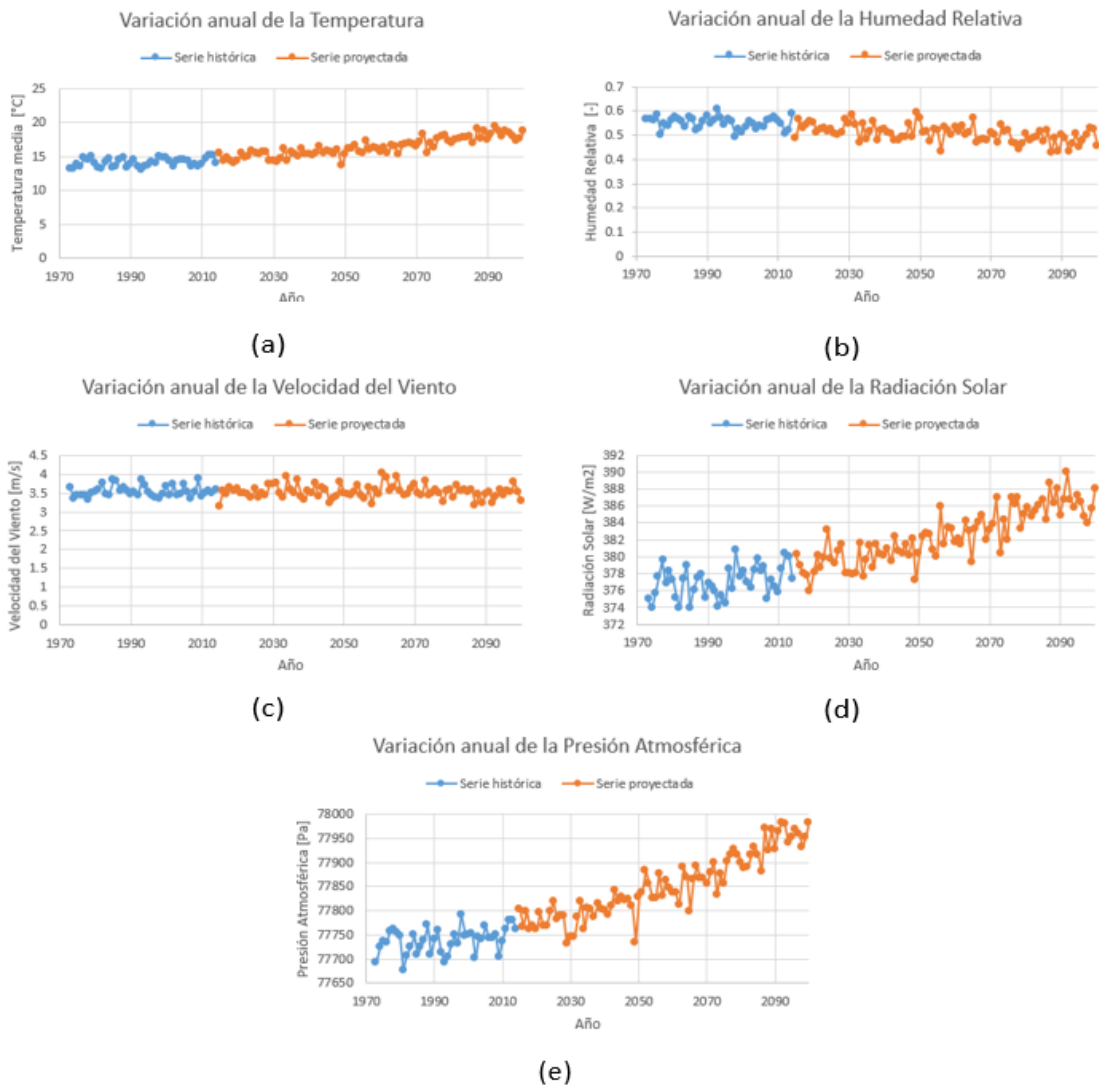 Variación anual de la Temperatura
Serie histórica Serie proyectada
Temperatura media [°C]
25
20
15
10
5
0
1970 1990 2010 2030 2050 2070 2090
Año
(a)
Variación anual de la Humedad Relativa
Serie histórica Serie proyectada
Humedad Relativa [-]
0.7
0.6
0.5
0.4
0.3
0.2
0.1
0
1970 1990 2010 2030 2050 2070 2090
Año
(b)
Variación anual de la Velocidad del Viento
Serie histórica Serie proyectada
Velocidad del Viento [m/s]
4.5
4
3.5
3
2.5
2
1.5
1
0.5
0
1970 1990 2010 2030 2050 2070 2090
Año
(c)
Variación anual de la Radiación Solar
Serie histórica Serie proyectada
Radiación Solar [W/m2]
392
390
388
386
384
382
380
378
376
374
372
1970 1990 2010 2030 2050 2070 2090
Año
(d)
Variación anual de la Presión Atmosférica
Serie histórica Serie proyectada
Presión Atmosférica [Pa]
78000
77950
77900
77850
77800
77750
77700
77650
1970 1990 2010 2030 2050 2070 2090
Año
(e)